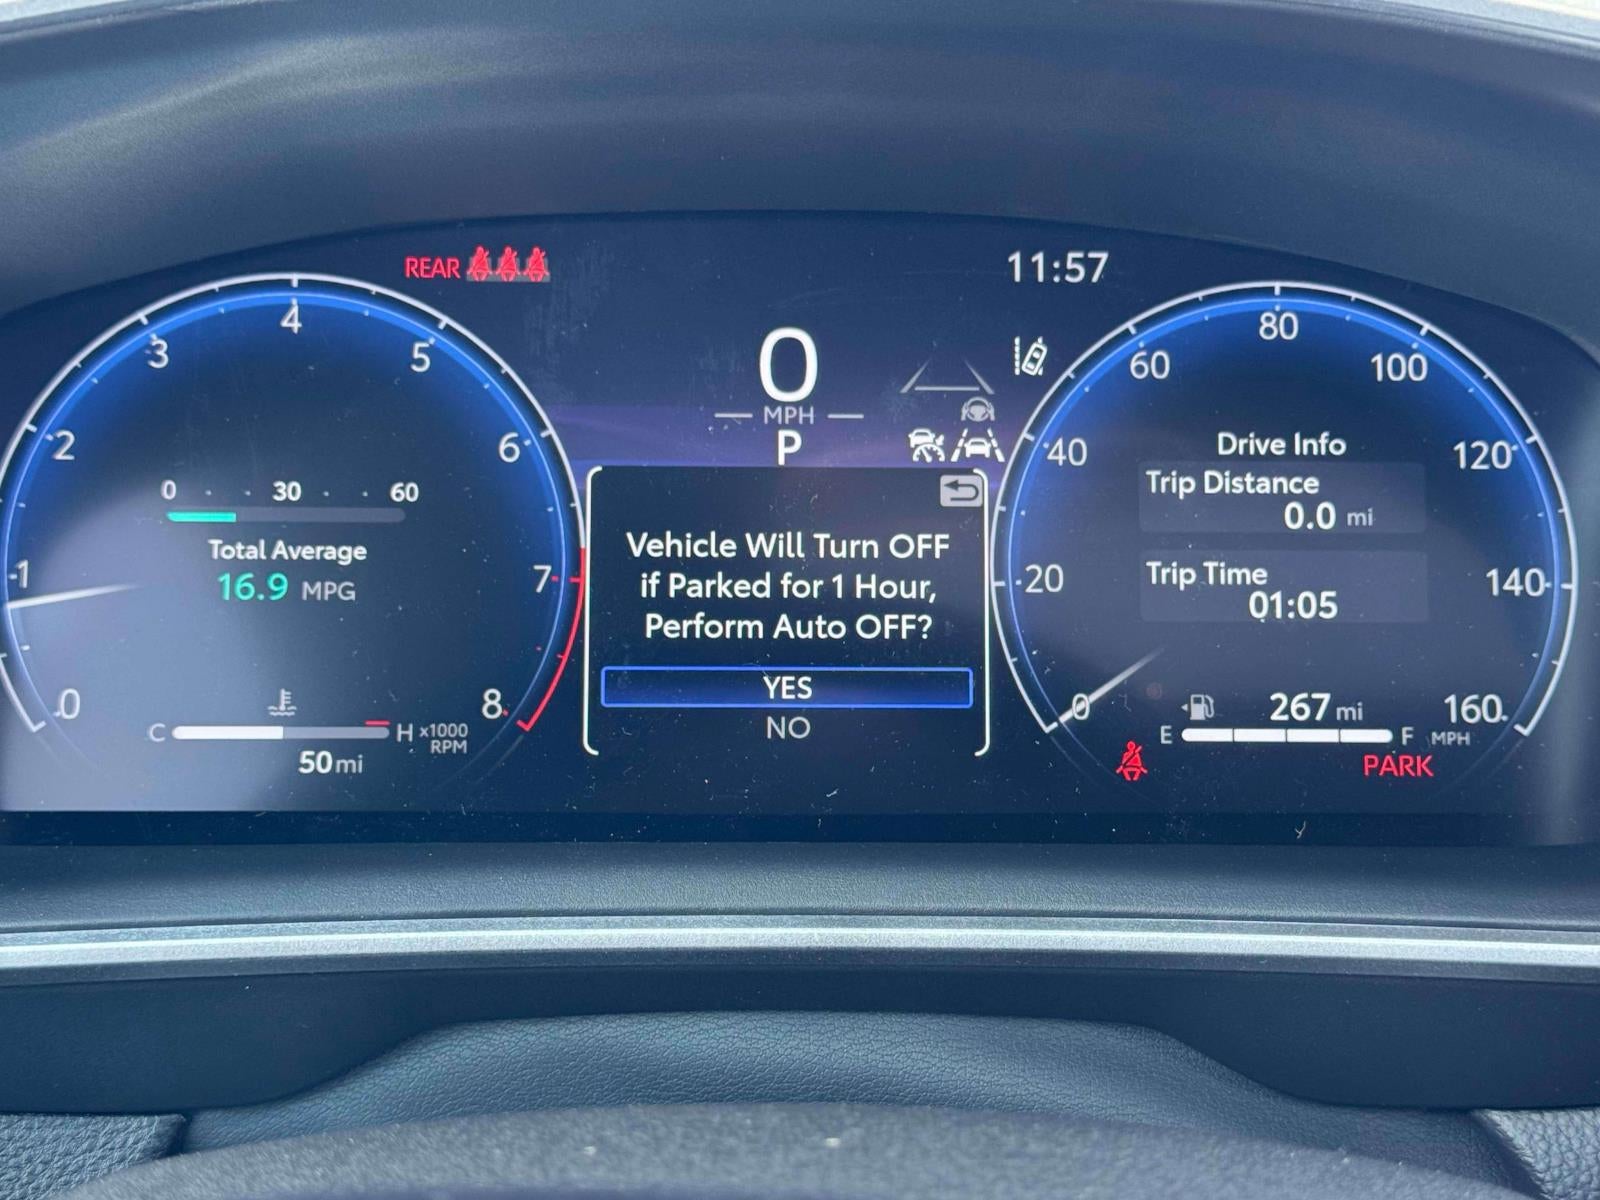 REAR
11:57
0
MPH
P
0 1 2 3 4 5 6 7 8
x1000
RPM
0 30 60
Total Average
16.9 MPG
C H
50 mi
Vehicle Will Turn OFF
if Parked for 1 Hour,
Perform Auto OFF?
YES
NO
0 20 40 60 80 100 120 140 160
MPH
Drive Info
Trip Distance
0.0 mi
Trip Time
01:05
267 mi
E F
PARK